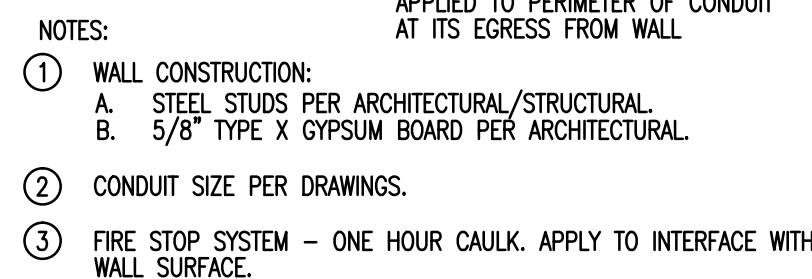 APPLIED TO PERIMETER OF CONDUIT
AT ITS EGRESS FROM WALL
NOTES:
1 WALL CONSTRUCTION:
A. STEEL STUDS PER ARCHITECTURAL/STRUCTURAL.
B. 5/8" TYPE X GYPSUM BOARD PER ARCHITECTURAL.
2 CONDUIT SIZE PER DRAWINGS.
3 FIRE STOP SYSTEM – ONE HOUR CAULK. APPLY TO INTERFACE WITH
WALL SURFACE.